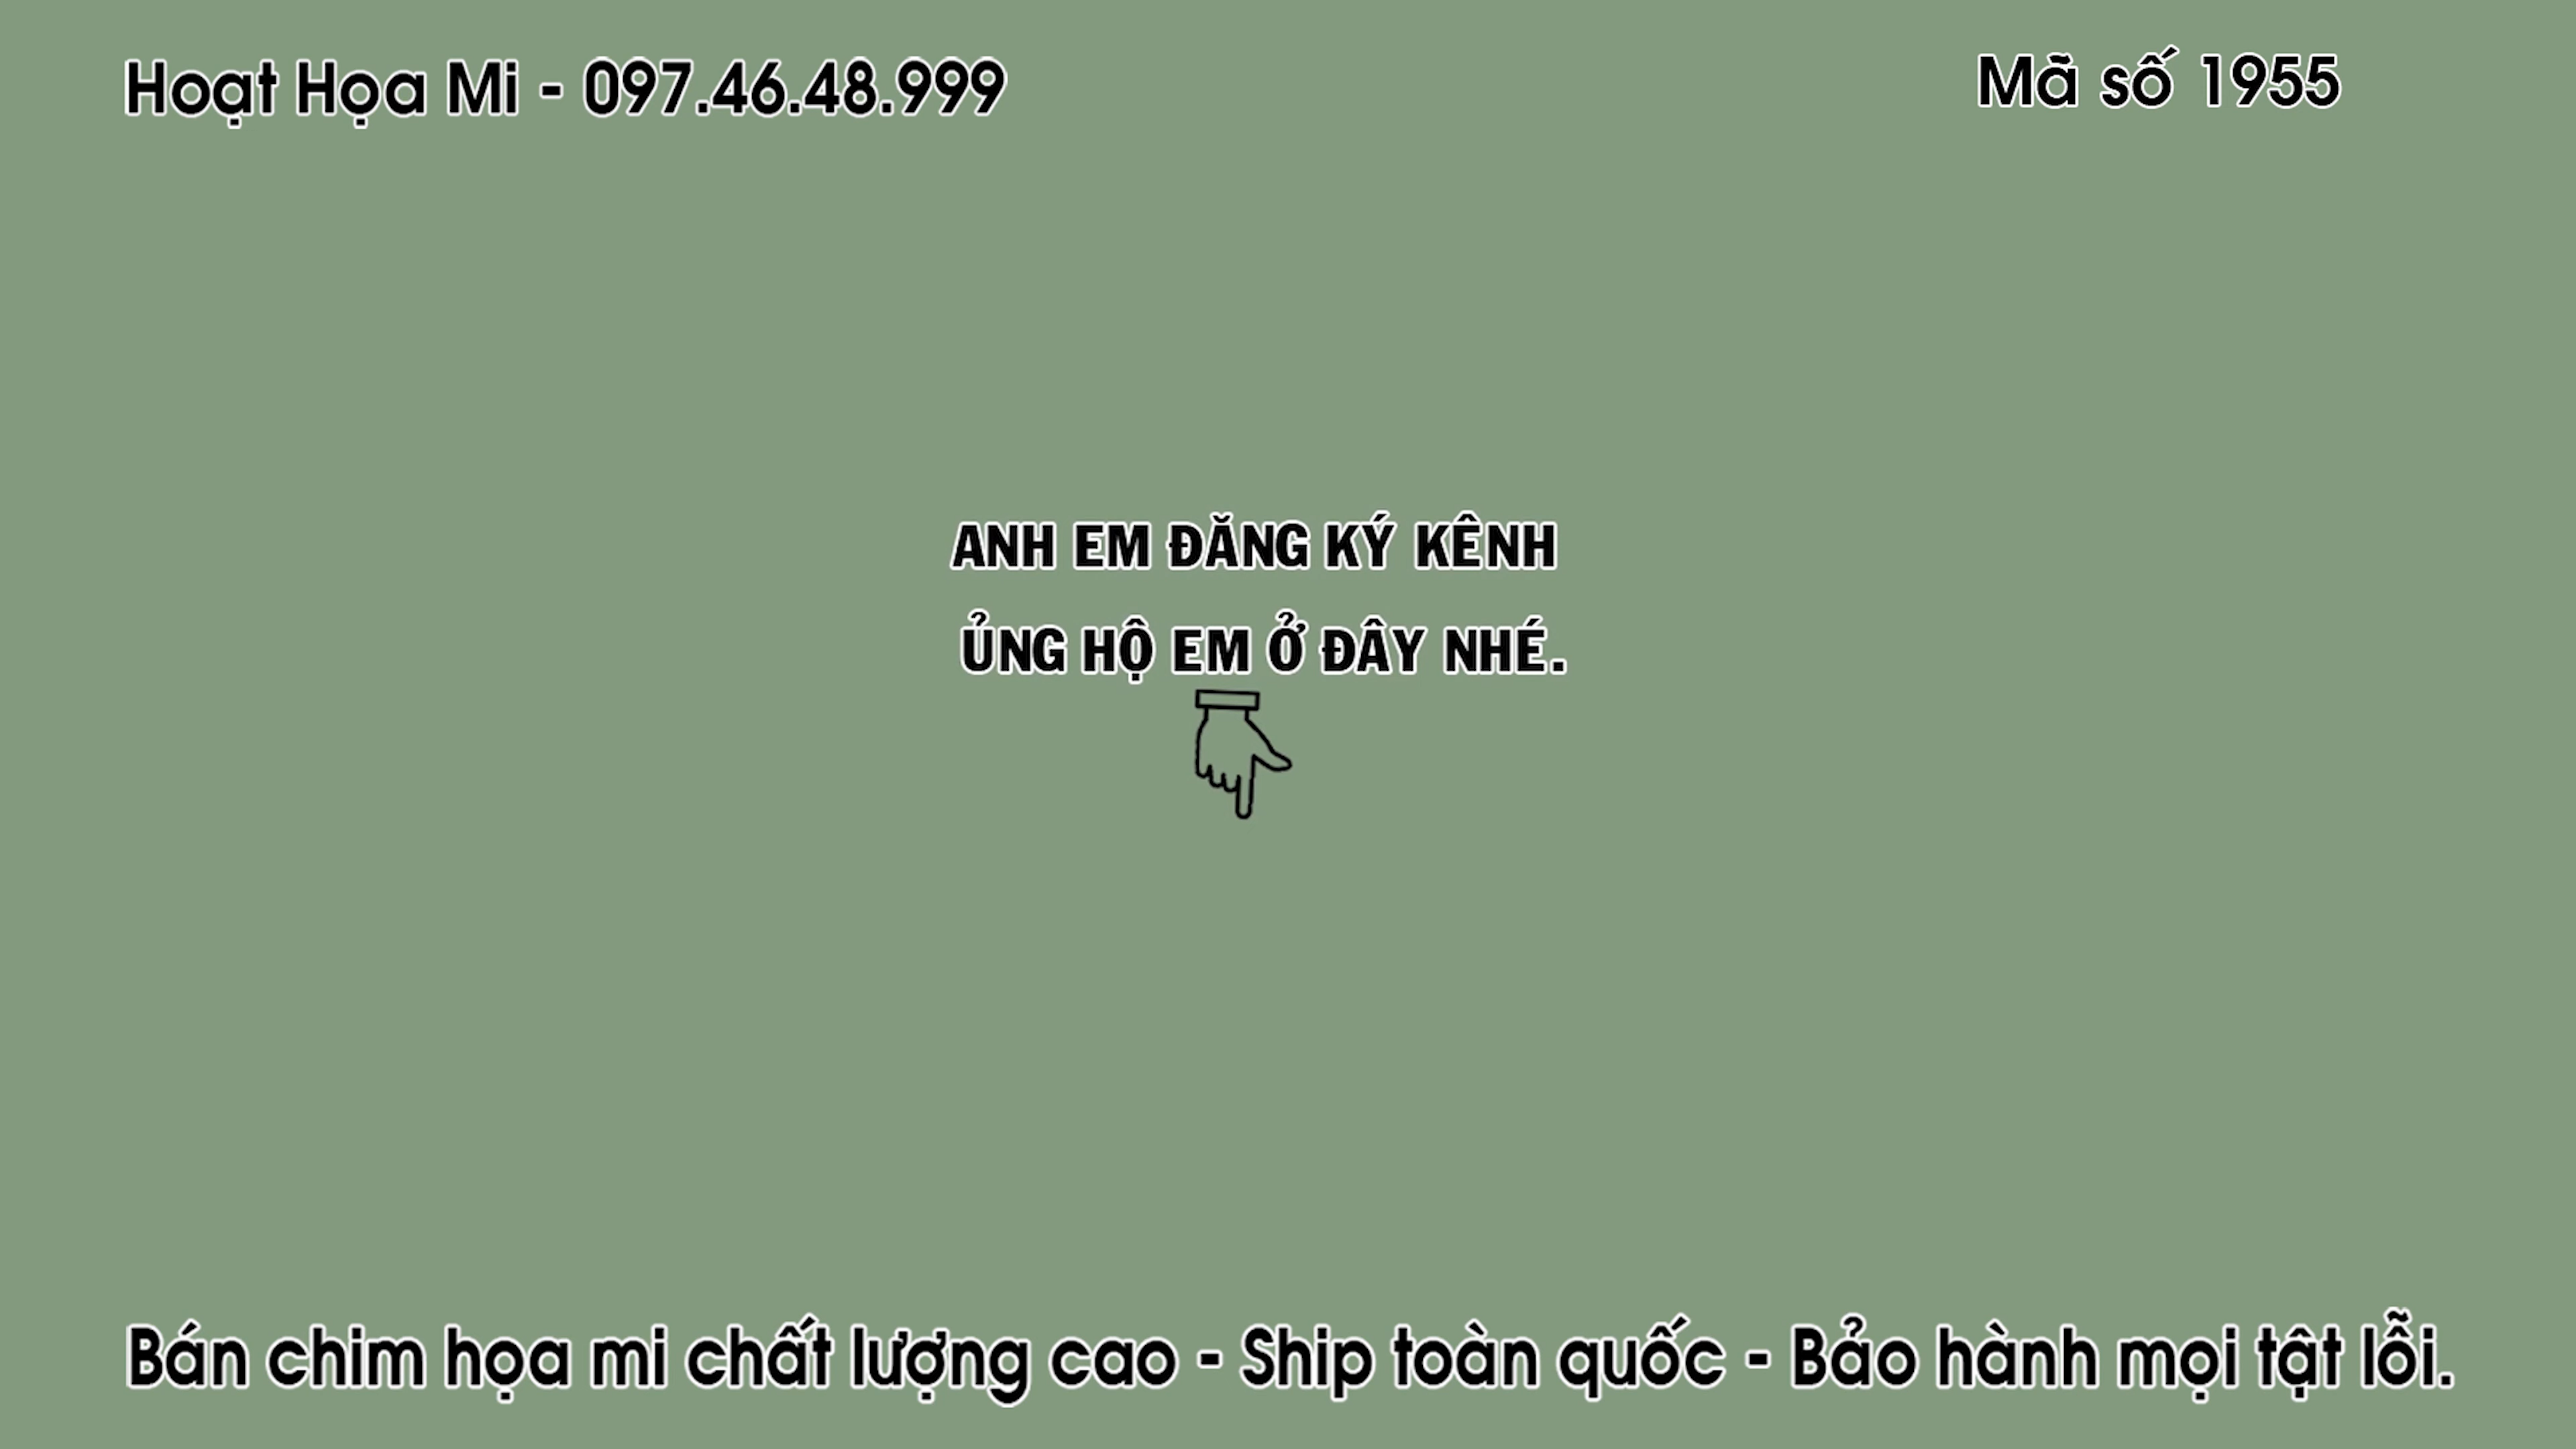 Hoạt Họa Mi - 097.46.48.999
Mã số 1955
ANH EM ĐĂNG KÝ KÊNH
ỦNG HỘ EM Ở ĐÂY NHÉ.
Bán chim họa mi chất lượng cao - Ship toàn quốc - Bảo hành mọi tật lỗi.